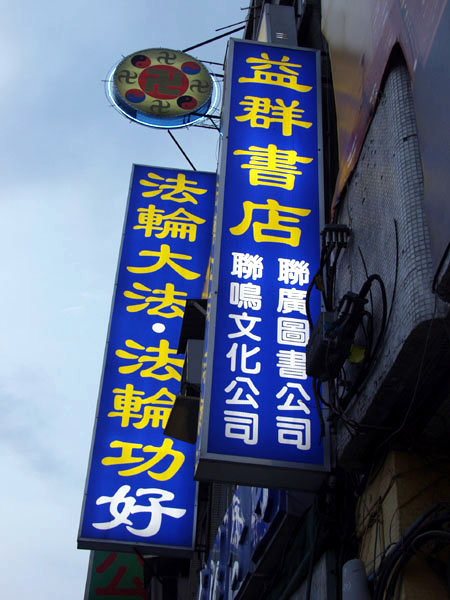 益群書店
聯廣圖書公司
聯鳴文化公司
法輪大法·法輪功
好